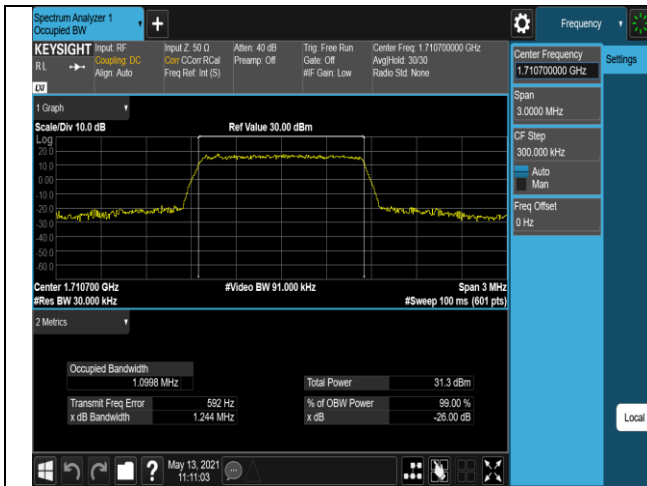 Spectrum Analyzer 1
Occupied BW
Frequency
KEYSIGHT
RL
LXI
Input: RF
Coupling: DC
Align: Auto
Input Z: 50 Ω
Corr CCorr RCal
Freq Ref: Int (S)
Atten: 40 dB
Preamp: Off
Trig: Free Run
Gate: Off
#IF Gain: Low
Center Freq: 1.710700000 GHz
Avg|Hold: 30/30
Radio Std: None
Center Frequency
1.710700000 GHz
Settings
Span
3.0000 MHz
CF Step
300.000 kHz
Auto
Man
Freq Offset
0 Hz
Local
1 Graph
Scale/Div 10.0 dB
Ref Value 30.00 dBm
Log
20.0
10.0
0.00
-10.0
-20.0
-30.0
-40.0
-50.0
-60.0
Center 1.710700 GHz
#Video BW 91.000 kHz
Span 3 MHz
#Res BW 30.000 kHz
#Sweep 100 ms (601 pts)
2 Metrics
Occupied Bandwidth
1.0998 MHz
Total Power 31.3 dBm
Transmit Freq Error 592 Hz
% of OBW Power 99.00 %
x dB Bandwidth 1.244 MHz
x dB -26.00 dB
?
May 13, 2021
11:11:03